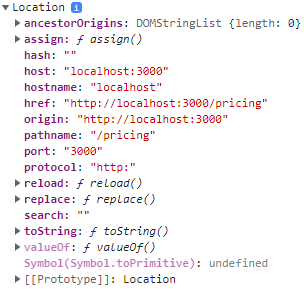 ▼ Location i
▶ ancestorOrigins: DOMStringList {length: 0}
▶ assign: ƒ assign()
hash: ""
host: "localhost:3000"
hostname: "localhost"
href: "http://localhost:3000/pricing"
origin: "http://localhost:3000"
pathname: "/pricing"
port: "3000"
protocol: "http:"
▶ reload: ƒ reload()
▶ replace: ƒ replace()
search: ""
▶ toString: ƒ toString()
▶ valueOf: ƒ valueOf()
Symbol(Symbol.toPrimitive): undefined
▶ [[Prototype]]: Location